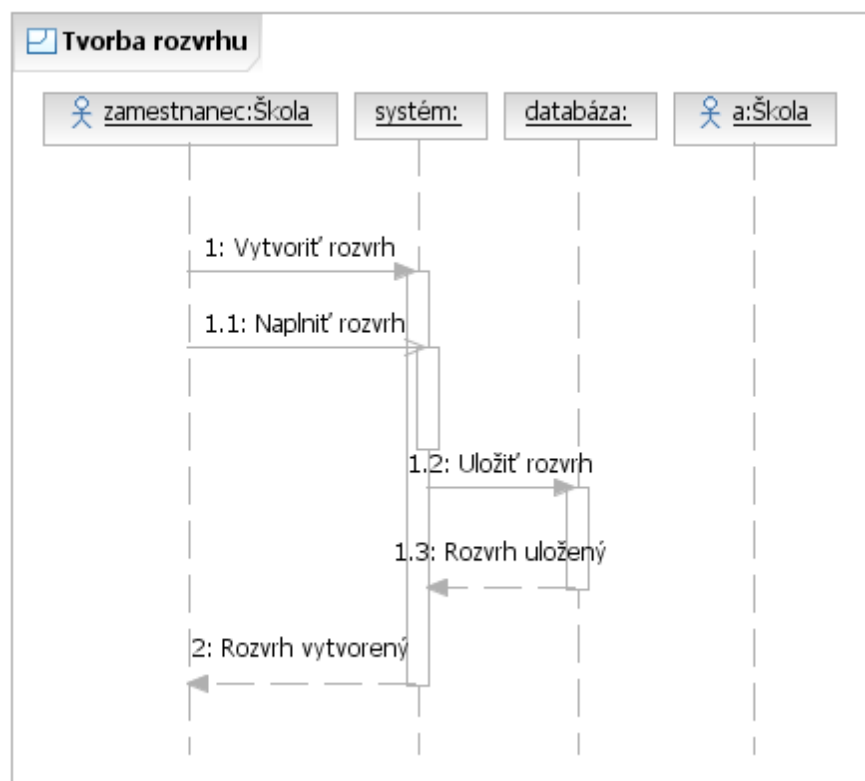 Tvorba rozvrhu
zamestnanec:Škola
systém:
databáza:
a:Škola
1: Vytvoriť rozvrh
1.1: Naplniť rozvrh
1.2: Uložiť rozvrh
1.3: Rozvrh uložený
2: Rozvrh vytvorený